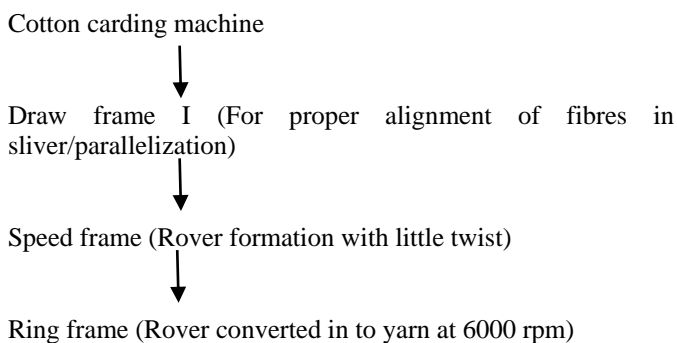 Cotton carding machine
Draw frame I (For proper alignment of fibres in
sliver/parallelization)
Speed frame (Rover formation with little twist)
Ring frame (Rover converted in to yarn at 6000 rpm)